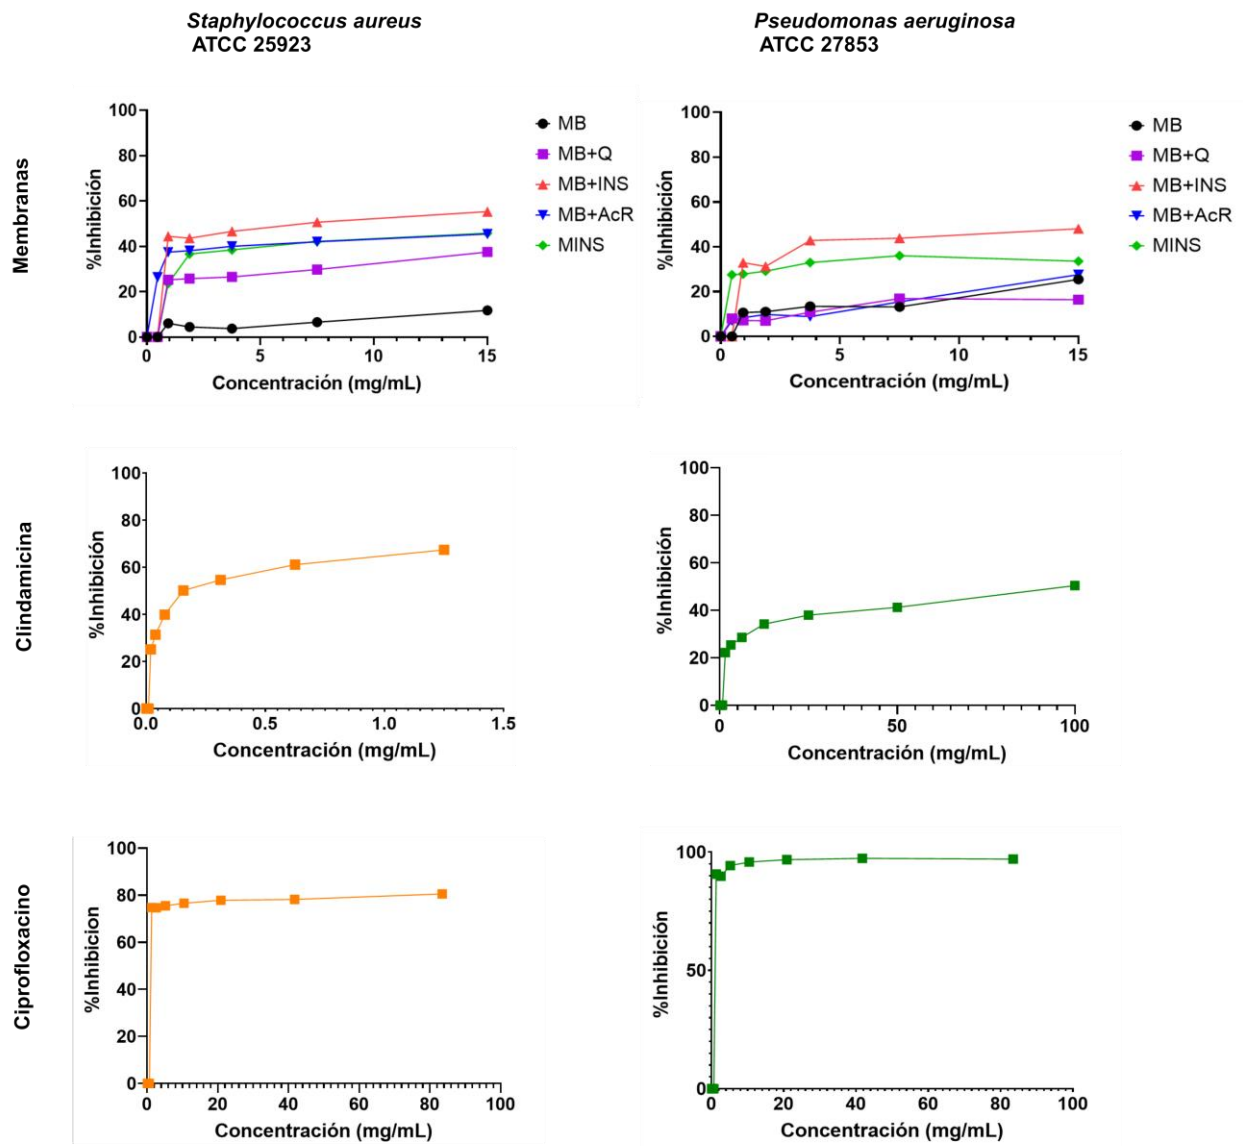 Staphylococcus aureus
ATCC 25923
Pseudomonas aeruginosa
ATCC 27853
Membranas
%Inhibición
100
80
60
40
20
0
0 5 10 15
Concentración (mg/mL)
MB
MB+Q
MB+INS
MB+AcR
MINS
%Inhibición
100
80
60
40
20
0
0 5 10 15
Concentración (mg/mL)
MB
MB+Q
MB+INS
MB+AcR
MINS
Clindamicina
%Inhibición
100
80
60
40
20
0
0.0 0.5 1.0 1.5
Concentración (mg/mL)
%Inhibición
100
80
60
40
20
0
0 50 100
Concentración (mg/mL)
Ciprofloxacino
%Inhibicion
100
80
60
40
20
0
0 20 40 60 80 100
Concentración (mg/mL)
%Inhibición
100
50
0
0 20 40 60 80 100
Concentración (mg/mL)